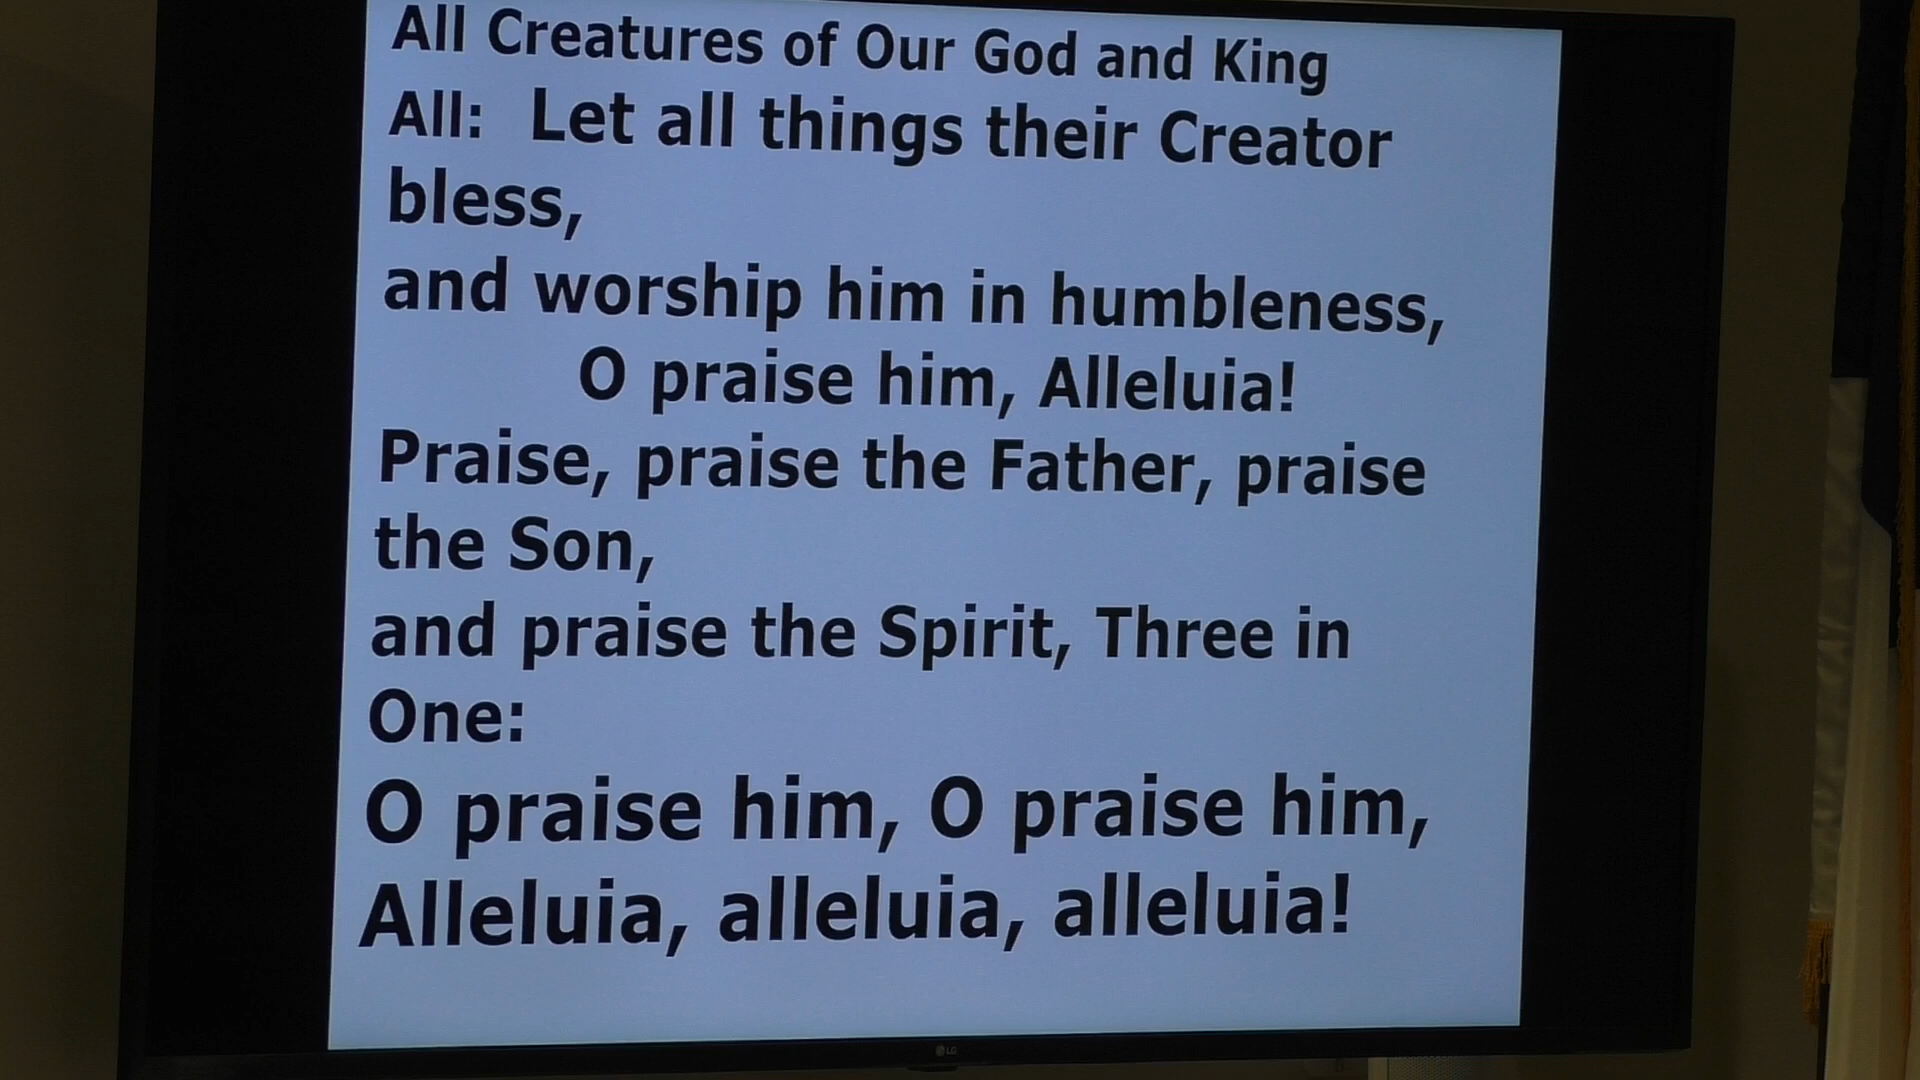 All Creatures of Our God and King
All: Let all things their Creator
bless,
and worship him in humbleness,
O praise him, Alleluia!
Praise, praise the Father, praise
the Son,
and praise the Spirit, Three in
One:
O praise him, O praise him,
Alleluia, alleluia, alleluia!
LG